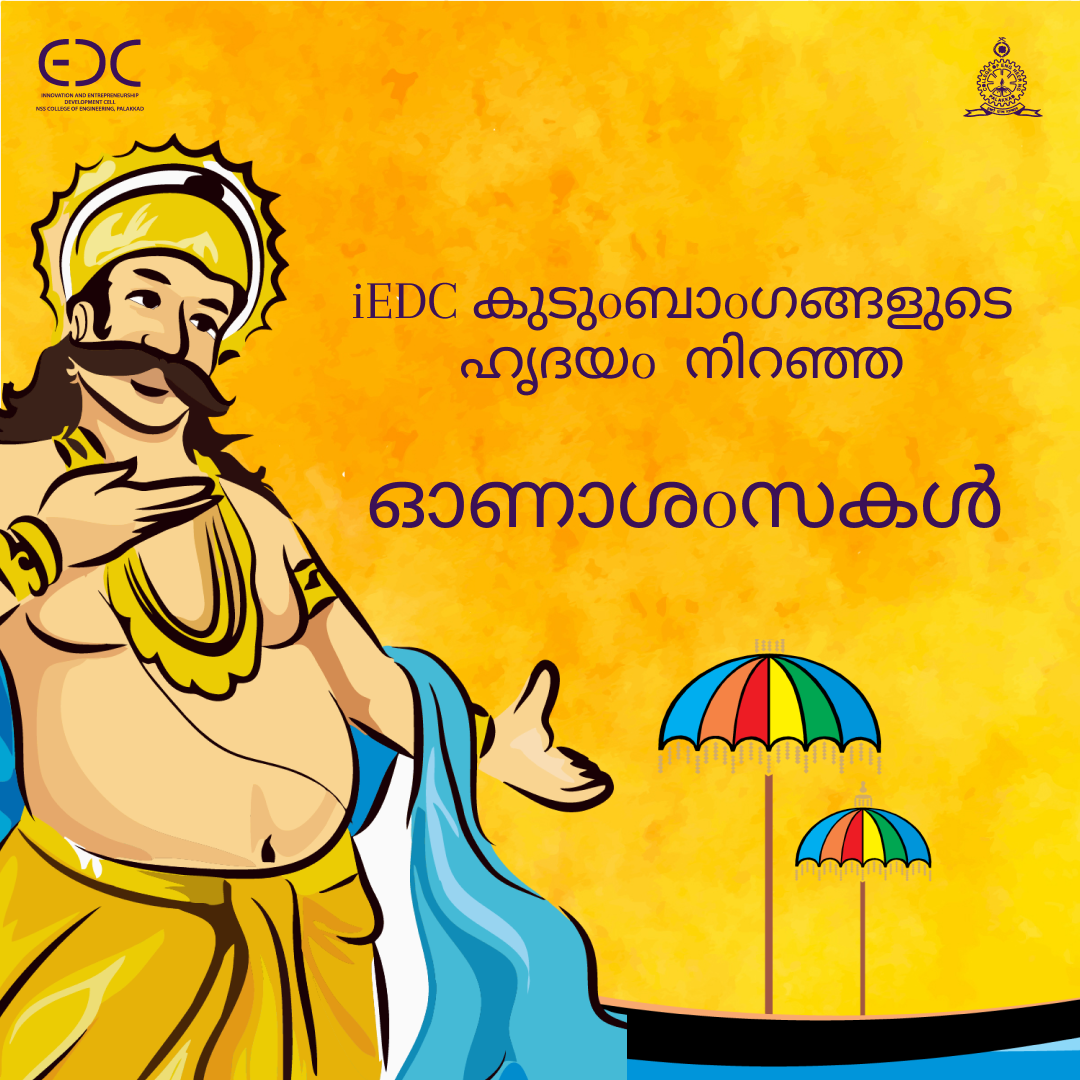 EDC
INNOVATION AND ENTREPRENEURSHIP
DEVELOPMENT CELL
NSS COLLEGE OF ENGINEERING, PALAKKAD
iEDC കുടുംബാംഗങ്ങളുടെ
ഹൃദയം നിറഞ്ഞ
ഓണാശംസകൾ